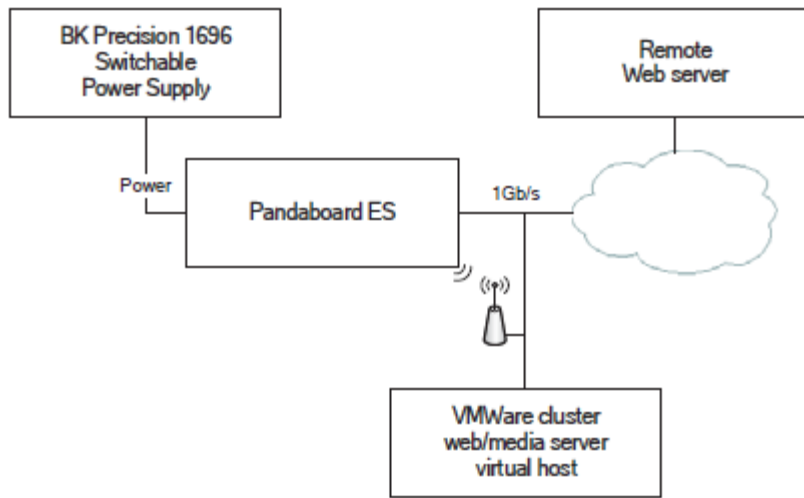 BK Precision 1696
Switchable
Power Supply
Remote
Web server
Power
Pandaboard ES
1Gb/s
VMWare cluster
web/media server
virtual host